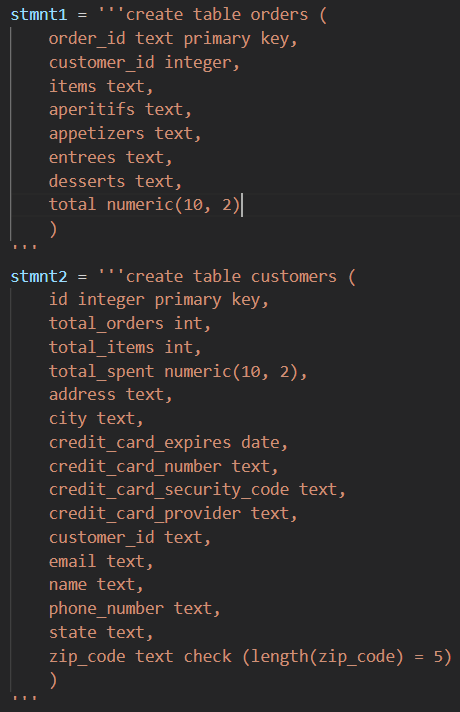 stmnt1 = '''create table orders (
    order_id text primary key,
    customer_id integer,
    items text,
    aperitifs text,
    appetizers text,
    entrees text,
    desserts text,
    total numeric(10, 2)
    )
'''
stmnt2 = '''create table customers (
    id integer primary key,
    total_orders int,
    total_items int,
    total_spent numeric(10, 2),
    address text,
    city text,
    credit_card_expires date,
    credit_card_number text,
    credit_card_security_code text,
    credit_card_provider text,
    customer_id text,
    email text,
    name text,
    phone_number text,
    state text,
    zip_code text check (length(zip_code) = 5)
    )
'''